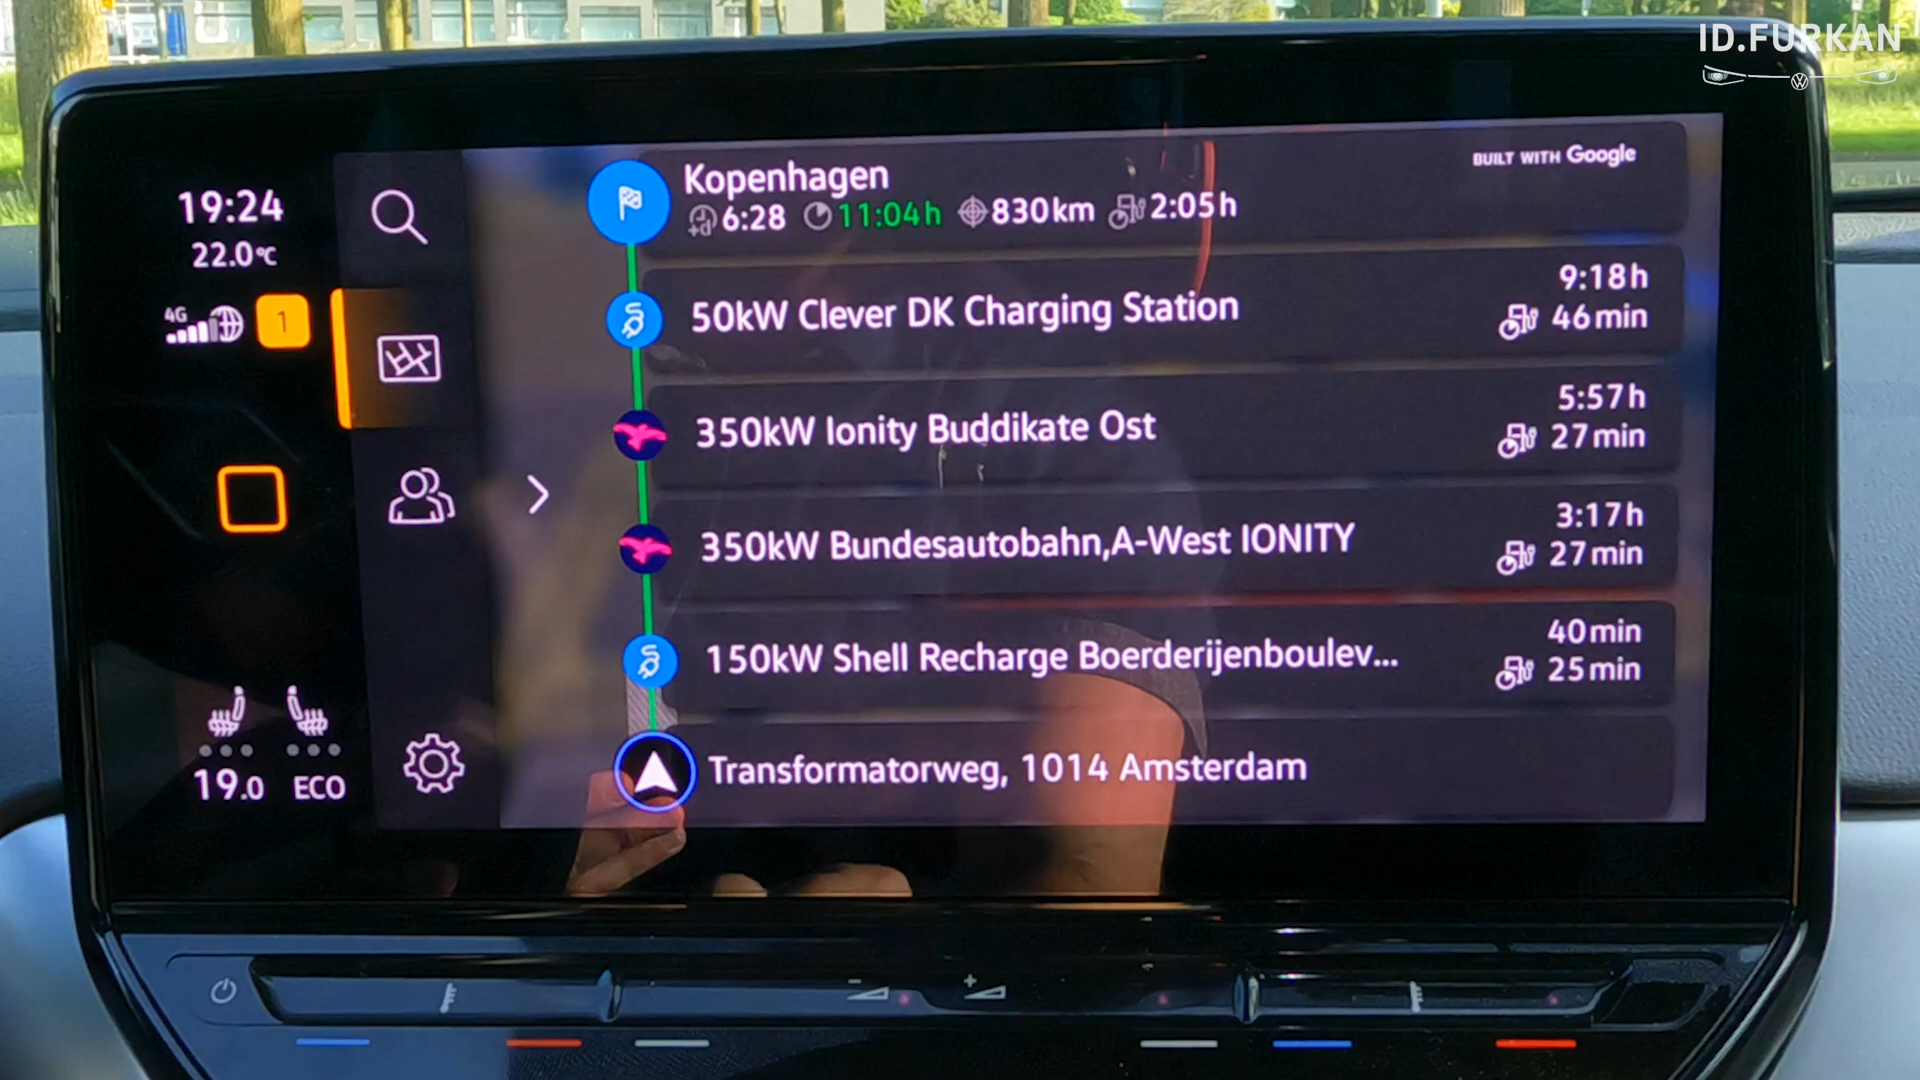 ID.FURKAN
19:24
22.0°C
4G
1
19.0 ECO
BUILT WITH Google
Kopenhagen
+d 6:28 11:04h 830km 2:05h
50kW Clever DK Charging Station
9:18h
46min
350kW Ionity Buddikate Ost
5:57h
27min
350kW Bundesautobahn,A-West IONITY
3:17h
27min
150kW Shell Recharge Boerderijenboulev...
40min
25min
Transformatorweg, 1014 Amsterdam